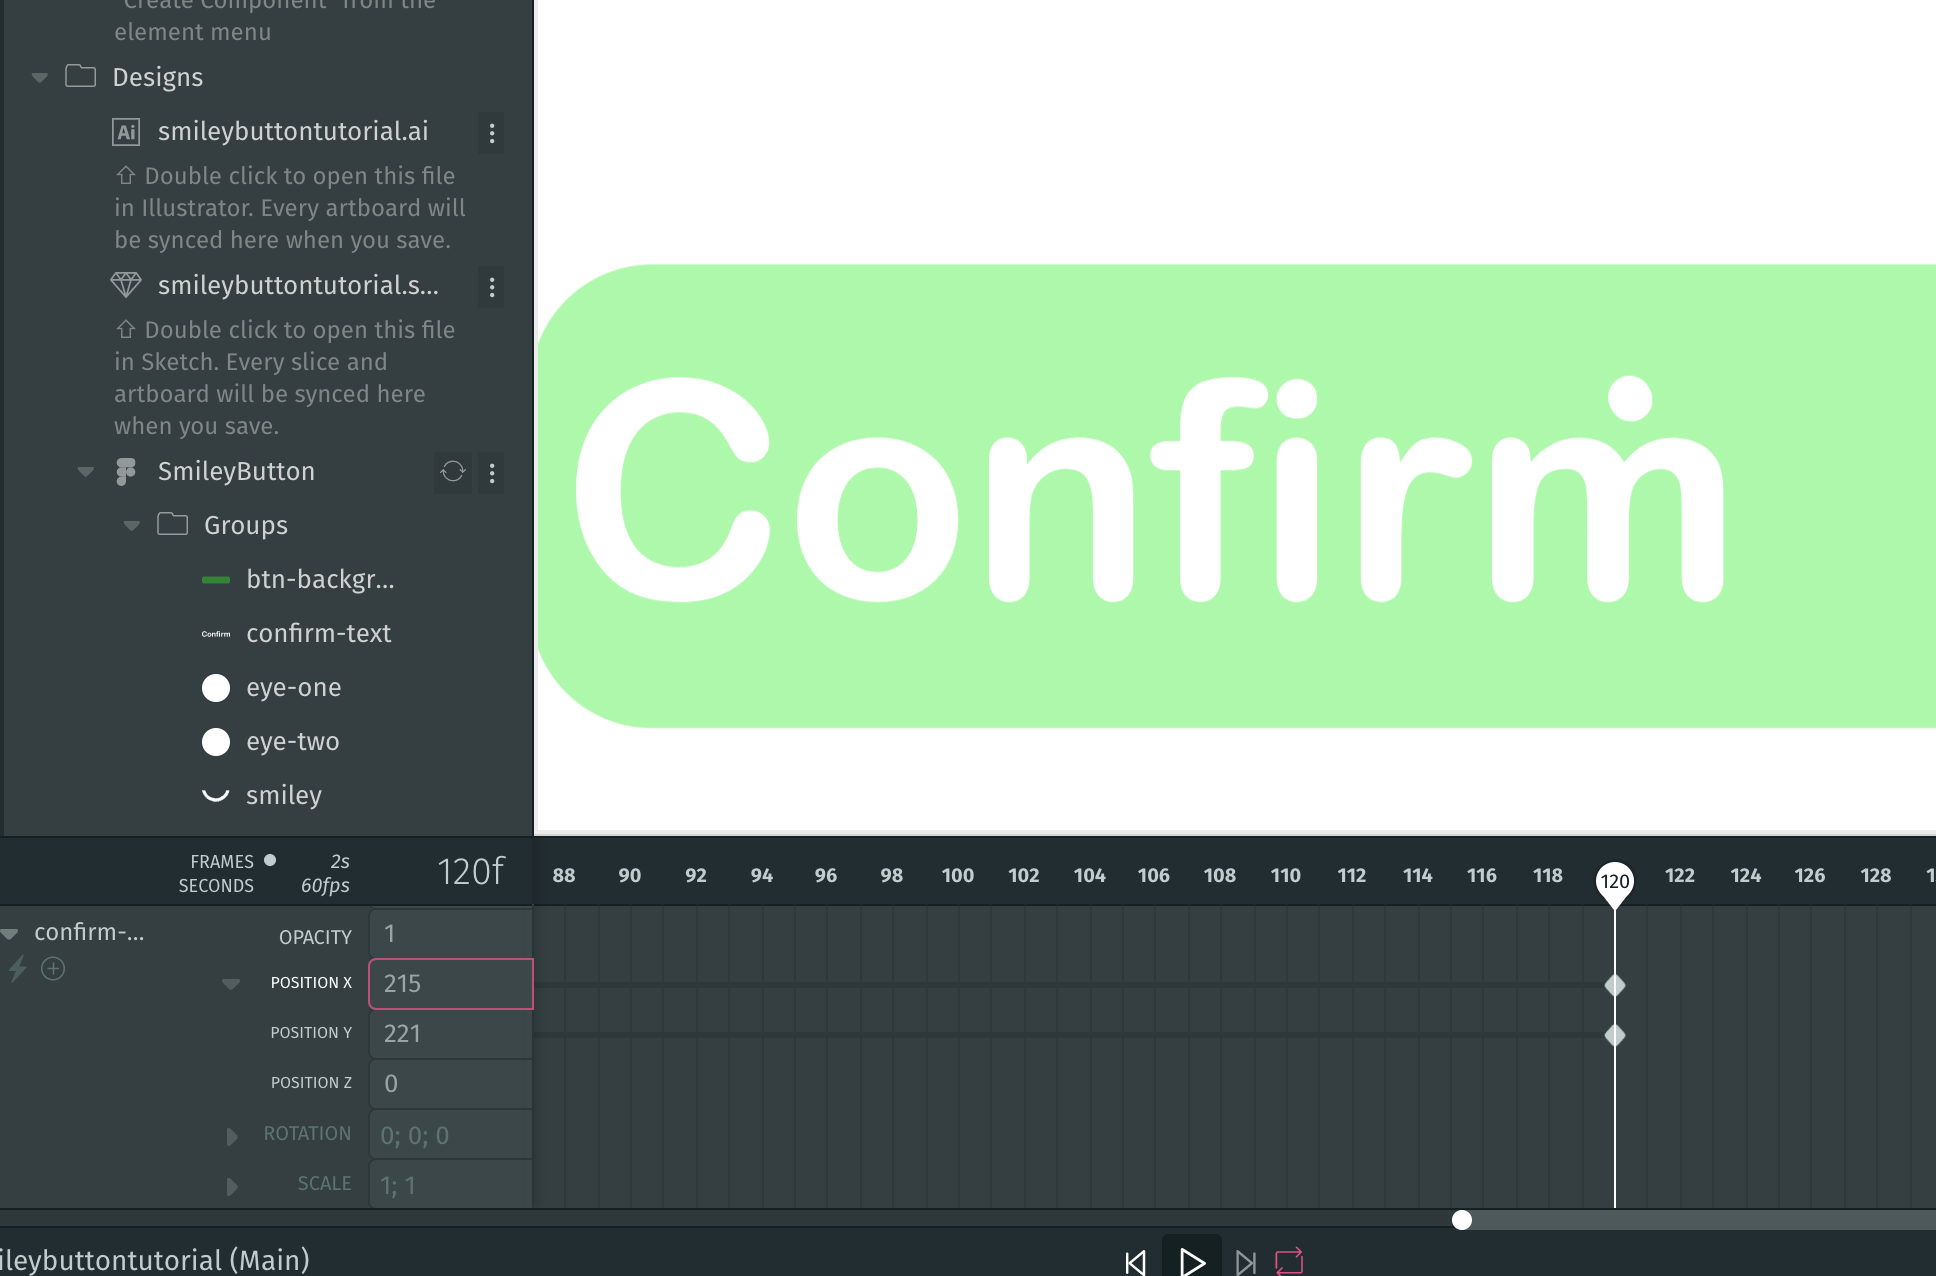 "Create Component" from the
element menu
Designs
Ai smileybuttontutorial.ai
Double click to open this file
in Illustrator. Every artboard will
be synced here when you save.
smileybuttontutorial.s...
Double click to open this file
in Sketch. Every slice and
artboard will be synced here
when you save.
SmileyButton
Groups
btn-backgr...
Confirm confirm-text
eye-one
eye-two
smiley
Confirm
FRAMES 2s
SECONDS 60fps
120f
88 90 92 94 96 98 100 102 104 106 108 110 112 114 116 118 120 122 124 126 128
confirm-...
OPACITY 1
POSITION X 215
POSITION Y 221
POSITION Z 0
ROTATION 0; 0; 0
SCALE 1; 1
ileybuttontutorial (Main)